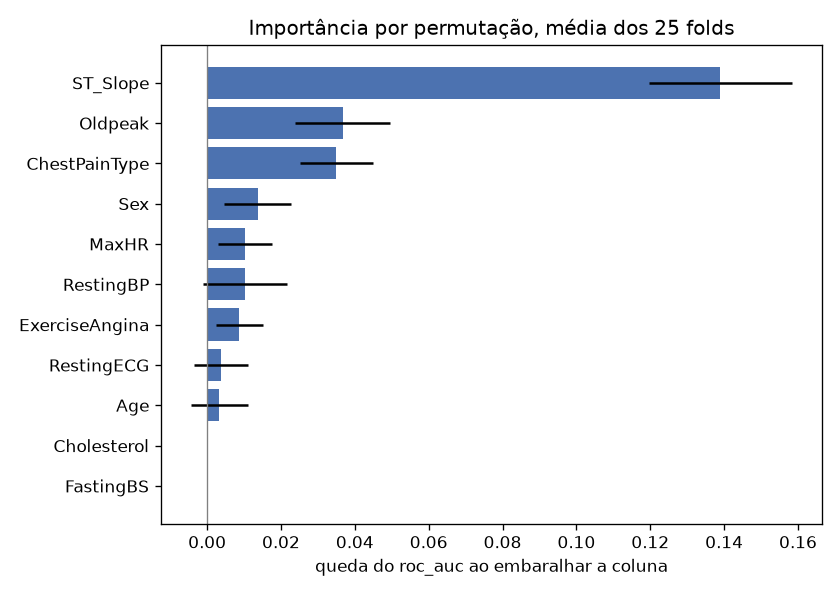 Importância por permutação, média dos 25 folds
ST_Slope
Oldpeak
ChestPainType
Sex
MaxHR
RestingBP
ExerciseAngina
RestingECG
Age
Cholesterol
FastingBS
0.00 0.02 0.04 0.06 0.08 0.10 0.12 0.14 0.16
queda do roc_auc ao embaralhar a coluna